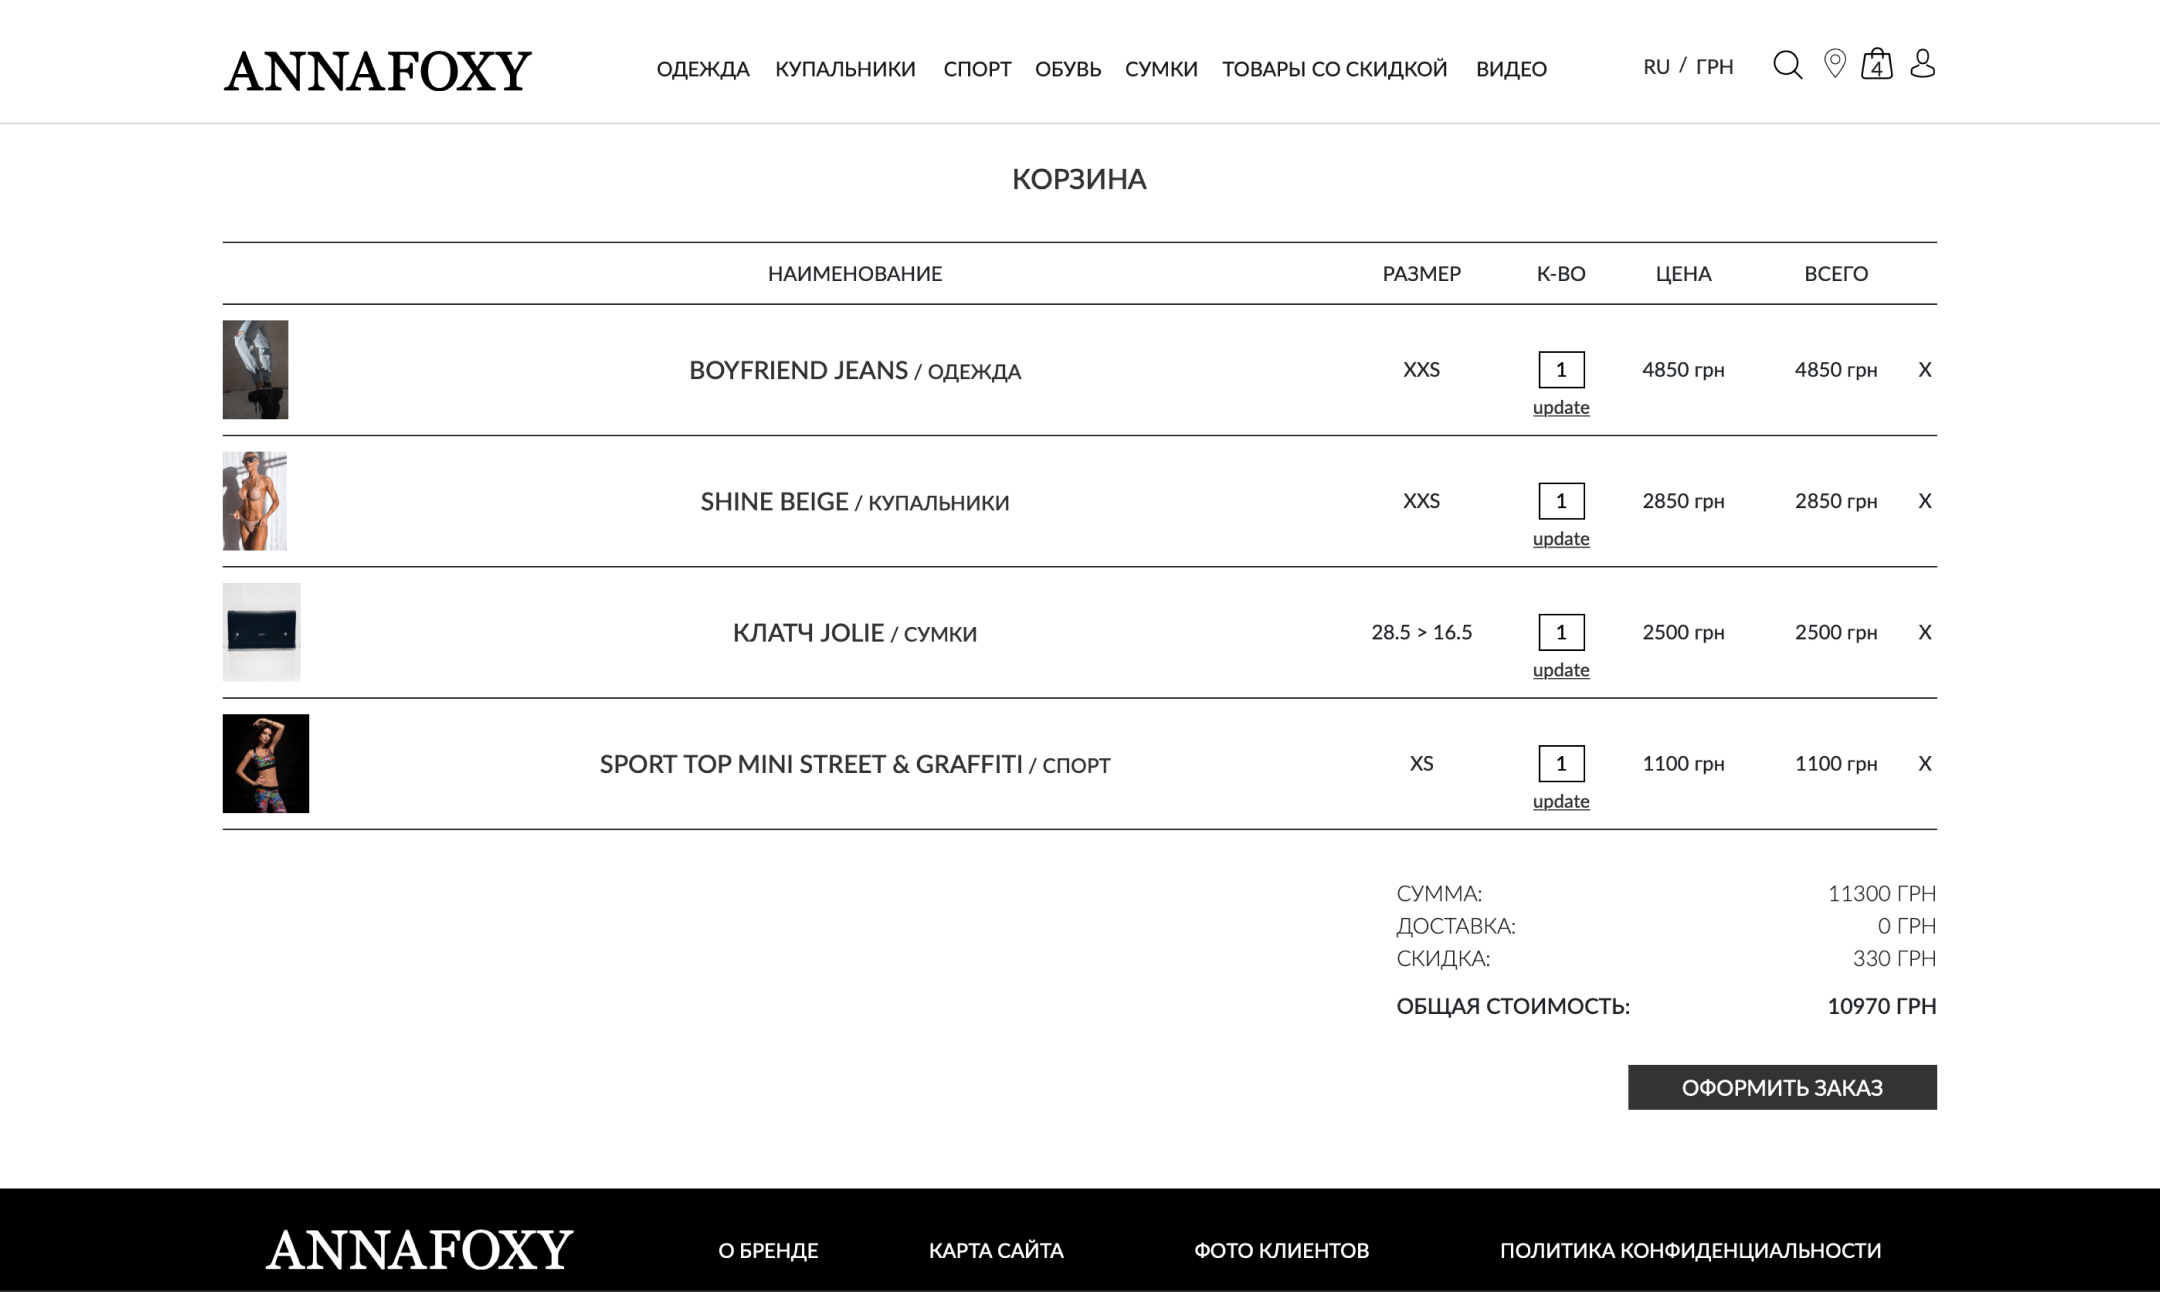 ANNAFOXY ОДЕЖДА КУПАЛЬНИКИ СПОРТ ОБУВЬ СУМКИ ТОВАРЫ СО СКИДКОЙ ВИДЕО RU / ГРН 4
КОРЗИНА
НАИМЕНОВАНИЕ РАЗМЕР К-ВО ЦЕНА ВСЕГО
BOYFRIEND JEANS / ОДЕЖДА XXS 1 4850 грн 4850 грн X
update
SHINE BEIGE / КУПАЛЬНИКИ XXS 1 2850 грн 2850 грн X
update
КЛАТЧ JOLIE / СУМКИ 28.5 > 16.5 1 2500 грн 2500 грн X
update
SPORT TOP MINI STREET & GRAFFITI / СПОРТ XS 1 1100 грн 1100 грн X
update
СУММА: 11300 ГРН
ДОСТАВКА: 0 ГРН
СКИДКА: 330 ГРН
ОБЩАЯ СТОИМОСТЬ: 10970 ГРН
ОФОРМИТЬ ЗАКАЗ
ANNAFOXY О БРЕНДЕ КАРТА САЙТА ФОТО КЛИЕНТОВ ПОЛИТИКА КОНФИДЕНЦИАЛЬНОСТИ